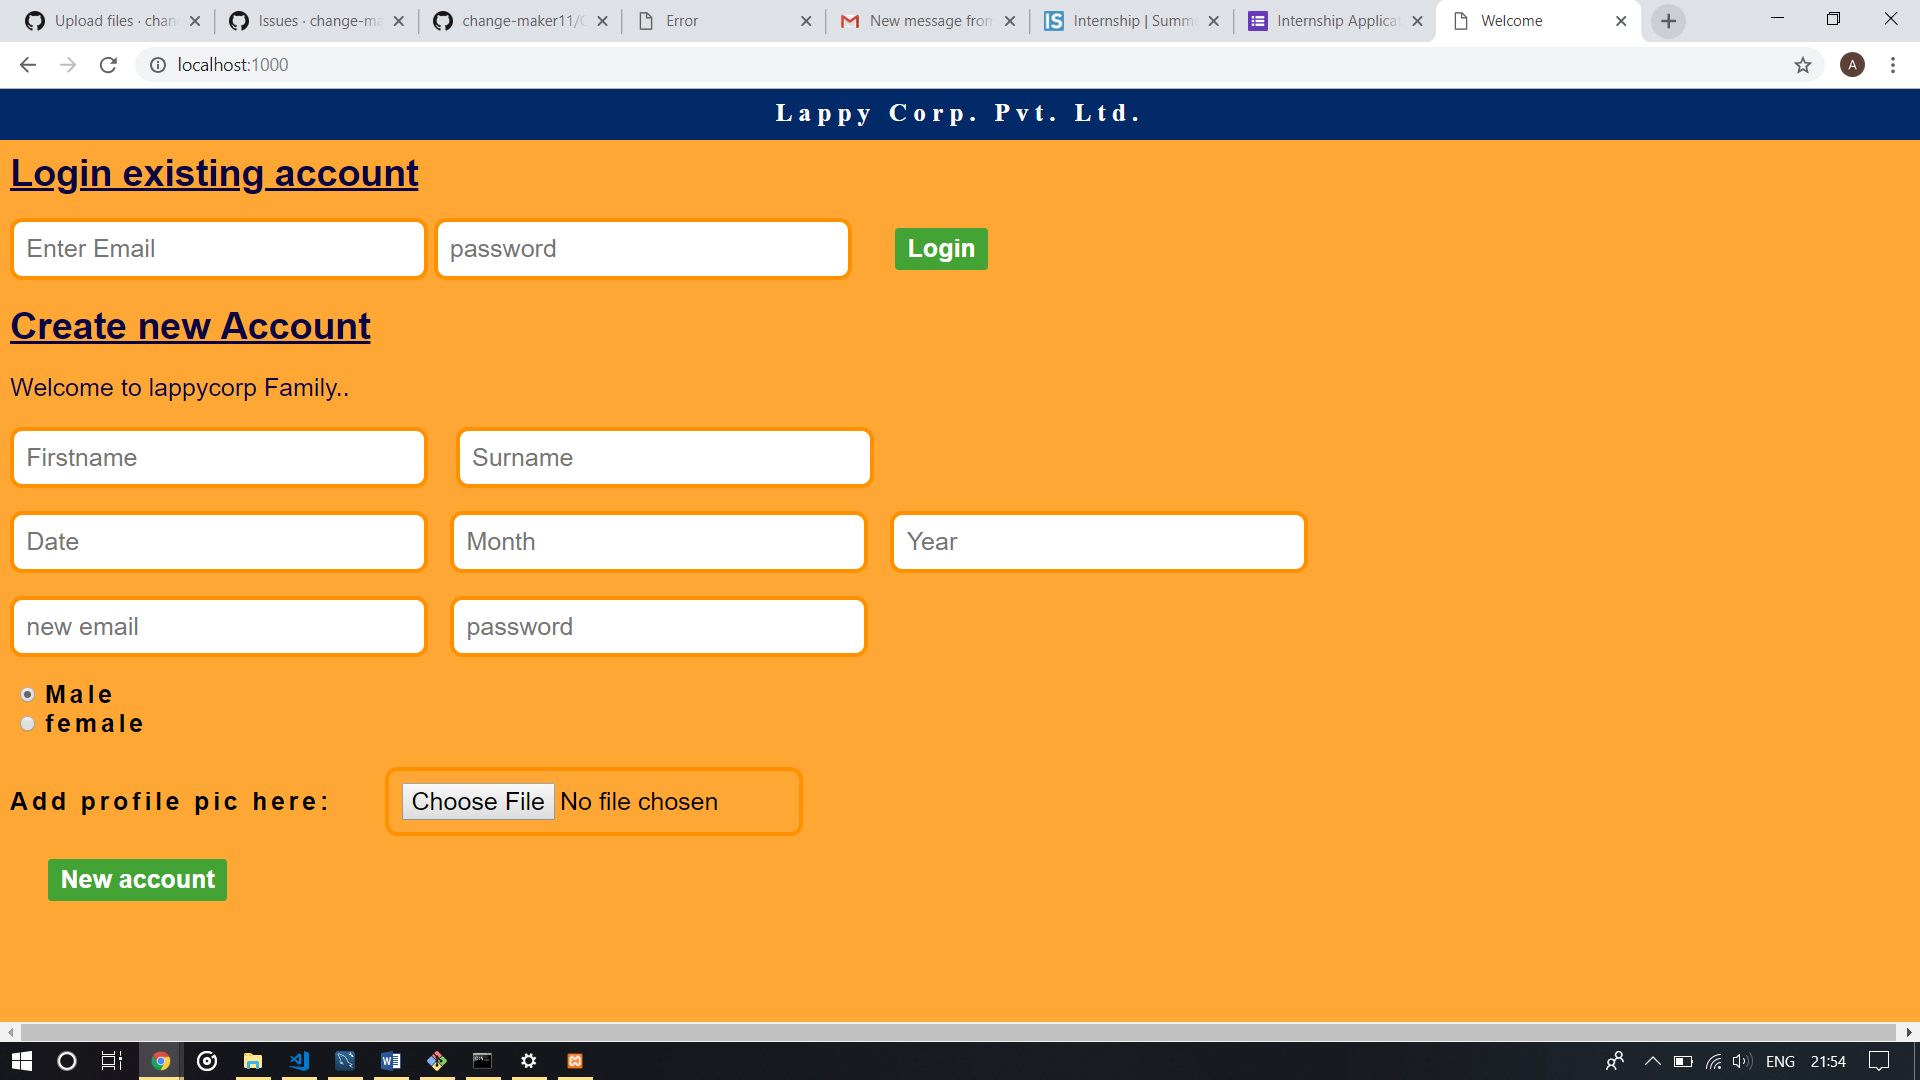 Upload files · chan
Issues · change-ma
change-maker11/
Error
New message from
Internship | Summ
Internship Applicat
Welcome
localhost:1000
A
Lappy Corp. Pvt. Ltd.
Login existing account
Enter Email
password
Login
Create new Account
Welcome to lappycorp Family..
Firstname
Surname
Date
Month
Year
new email
password
Male
female
Add profile pic here:
Choose File
No file chosen
New account
ENG
21:54